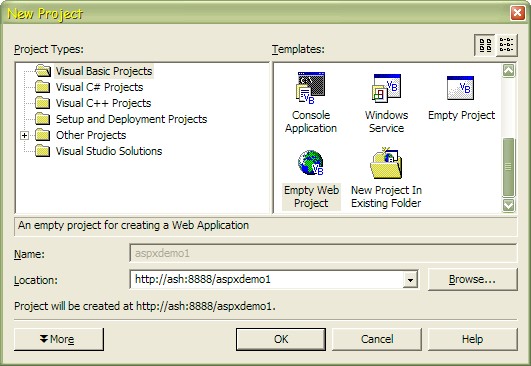 New Project
Project Types:
Templates:
Visual Basic Projects
Visual C# Projects
Visual C++ Projects
Setup and Deployment Projects
Other Projects
Visual Studio Solutions
Console
Application
Windows
Service
Empty Project
Empty Web
Project
New Project In
Existing Folder
An empty project for creating a Web Application
Name:
aspxdemo1
Location:
http://ash:8888/aspxdemo1
Browse...
Project will be created at http://ash:8888/aspxdemo1.
More
OK
Cancel
Help